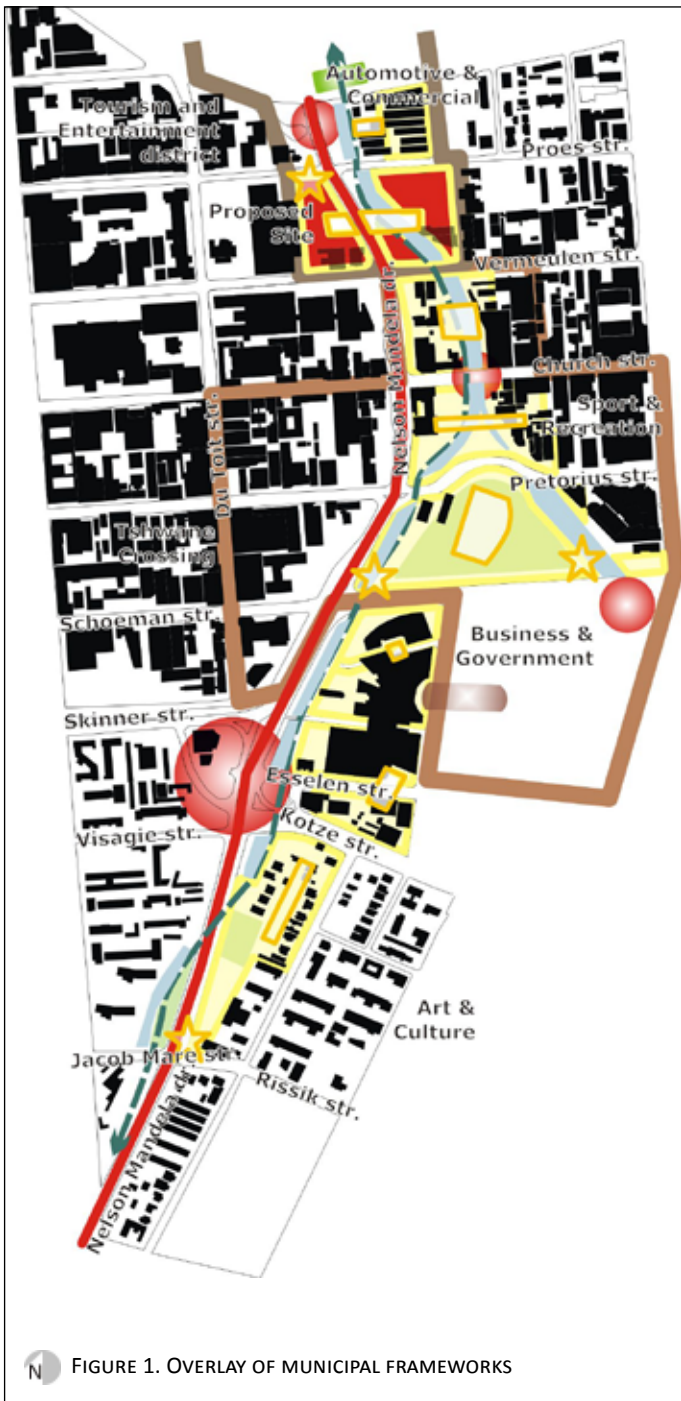 Automotive &
Commercial
Tourism and
Entertainment
district
Proes str.
Proposed
Site
Vermeulen str.
Nelson Mandela dr.
Church str.
Du Toit str.
Sport &
Recreation
Pretorius str.
Tshwane
Crossing
Schoeman str.
Business &
Government
Skinner str.
Esselen str.
Kotze str.
Visagie str.
Art &
Culture
Jacob Mare str.
Rissik str.
Nelson Mandela dr.
N
FIGURE 1. OVERLAY OF MUNICIPAL FRAMEWORKS